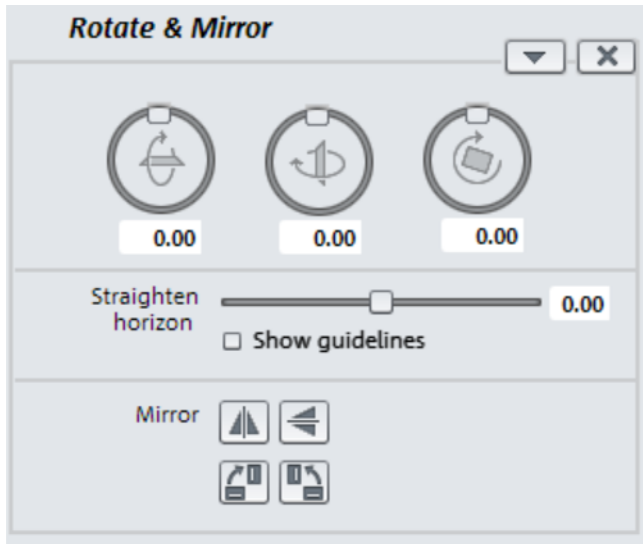 Rotate & Mirror
0.00 0.00 0.00
Straighten
horizon
0.00
Show guidelines
Mirror